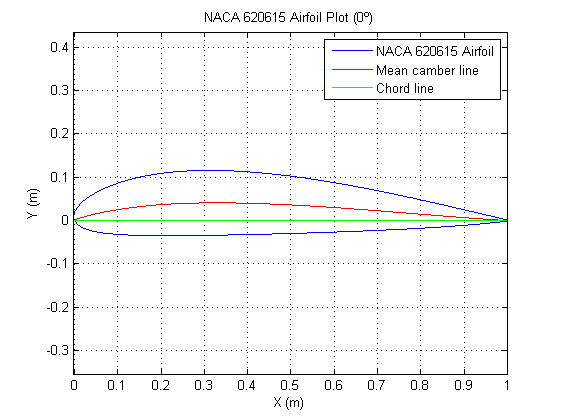 NACA 620615 Airfoil Plot (0º)
NACA 620615 Airfoil
Mean camber line
Chord line
0.4
0.3
0.2
0.1
0
-0.1
-0.2
-0.3
Y (m)
0 0.1 0.2 0.3 0.4 0.5 0.6 0.7 0.8 0.9 1
X (m)